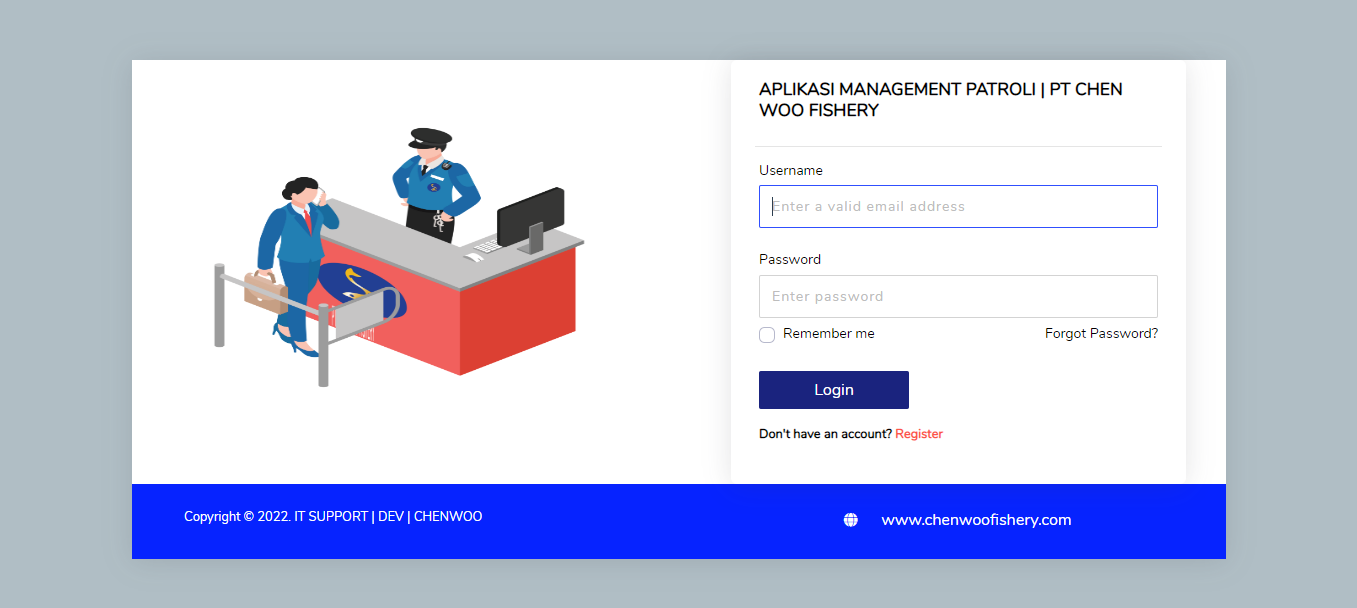 APLIKASI MANAGEMENT PATROLI | PT CHEN
WOO FISHERY
Username
Enter a valid email address
Password
Enter password
Remember me
Forgot Password?
Login
Don't have an account? Register
Copyright © 2022. IT SUPPORT | DEV | CHENWOO
www.chenwoofishery.com